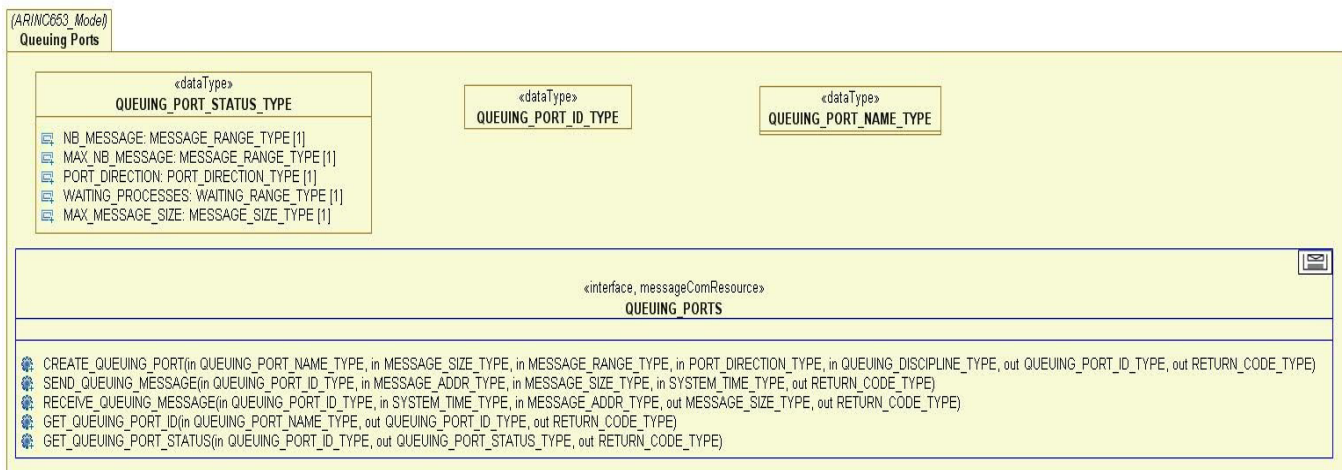 (ARINC653_Model)
Queuing Ports
«dataType»
QUEUING_PORT_STATUS_TYPE
NB_MESSAGE: MESSAGE_RANGE_TYPE [1]
MAX_NB_MESSAGE: MESSAGE_RANGE_TYPE [1]
PORT_DIRECTION: PORT_DIRECTION_TYPE [1]
WAITING_PROCESSES: WAITING_RANGE_TYPE [1]
MAX_MESSAGE_SIZE: MESSAGE_SIZE_TYPE [1]
«dataType»
QUEUING_PORT_ID_TYPE
«dataType»
QUEUING_PORT_NAME_TYPE
«interface, messageComResource»
QUEUING_PORTS
CREATE_QUEUING_PORT(in QUEUING_PORT_NAME_TYPE, in MESSAGE_SIZE_TYPE, in MESSAGE_RANGE_TYPE, in PORT_DIRECTION_TYPE, in QUEUING_DISCIPLINE_TYPE, out QUEUING_PORT_ID_TYPE, out RETURN_CODE_TYPE)
SEND_QUEUING_MESSAGE(in QUEUING_PORT_ID_TYPE, in MESSAGE_ADDR_TYPE, in MESSAGE_SIZE_TYPE, in SYSTEM_TIME_TYPE, out RETURN_CODE_TYPE)
RECEIVE_QUEUING_MESSAGE(in QUEUING_PORT_ID_TYPE, in SYSTEM_TIME_TYPE, in MESSAGE_ADDR_TYPE, out MESSAGE_SIZE_TYPE, out RETURN_CODE_TYPE)
GET_QUEUING_PORT_ID(in QUEUING_PORT_NAME_TYPE, out QUEUING_PORT_ID_TYPE, out RETURN_CODE_TYPE)
GET_QUEUING_PORT_STATUS(in QUEUING_PORT_ID_TYPE, out QUEUING_PORT_STATUS_TYPE, out RETURN_CODE_TYPE)